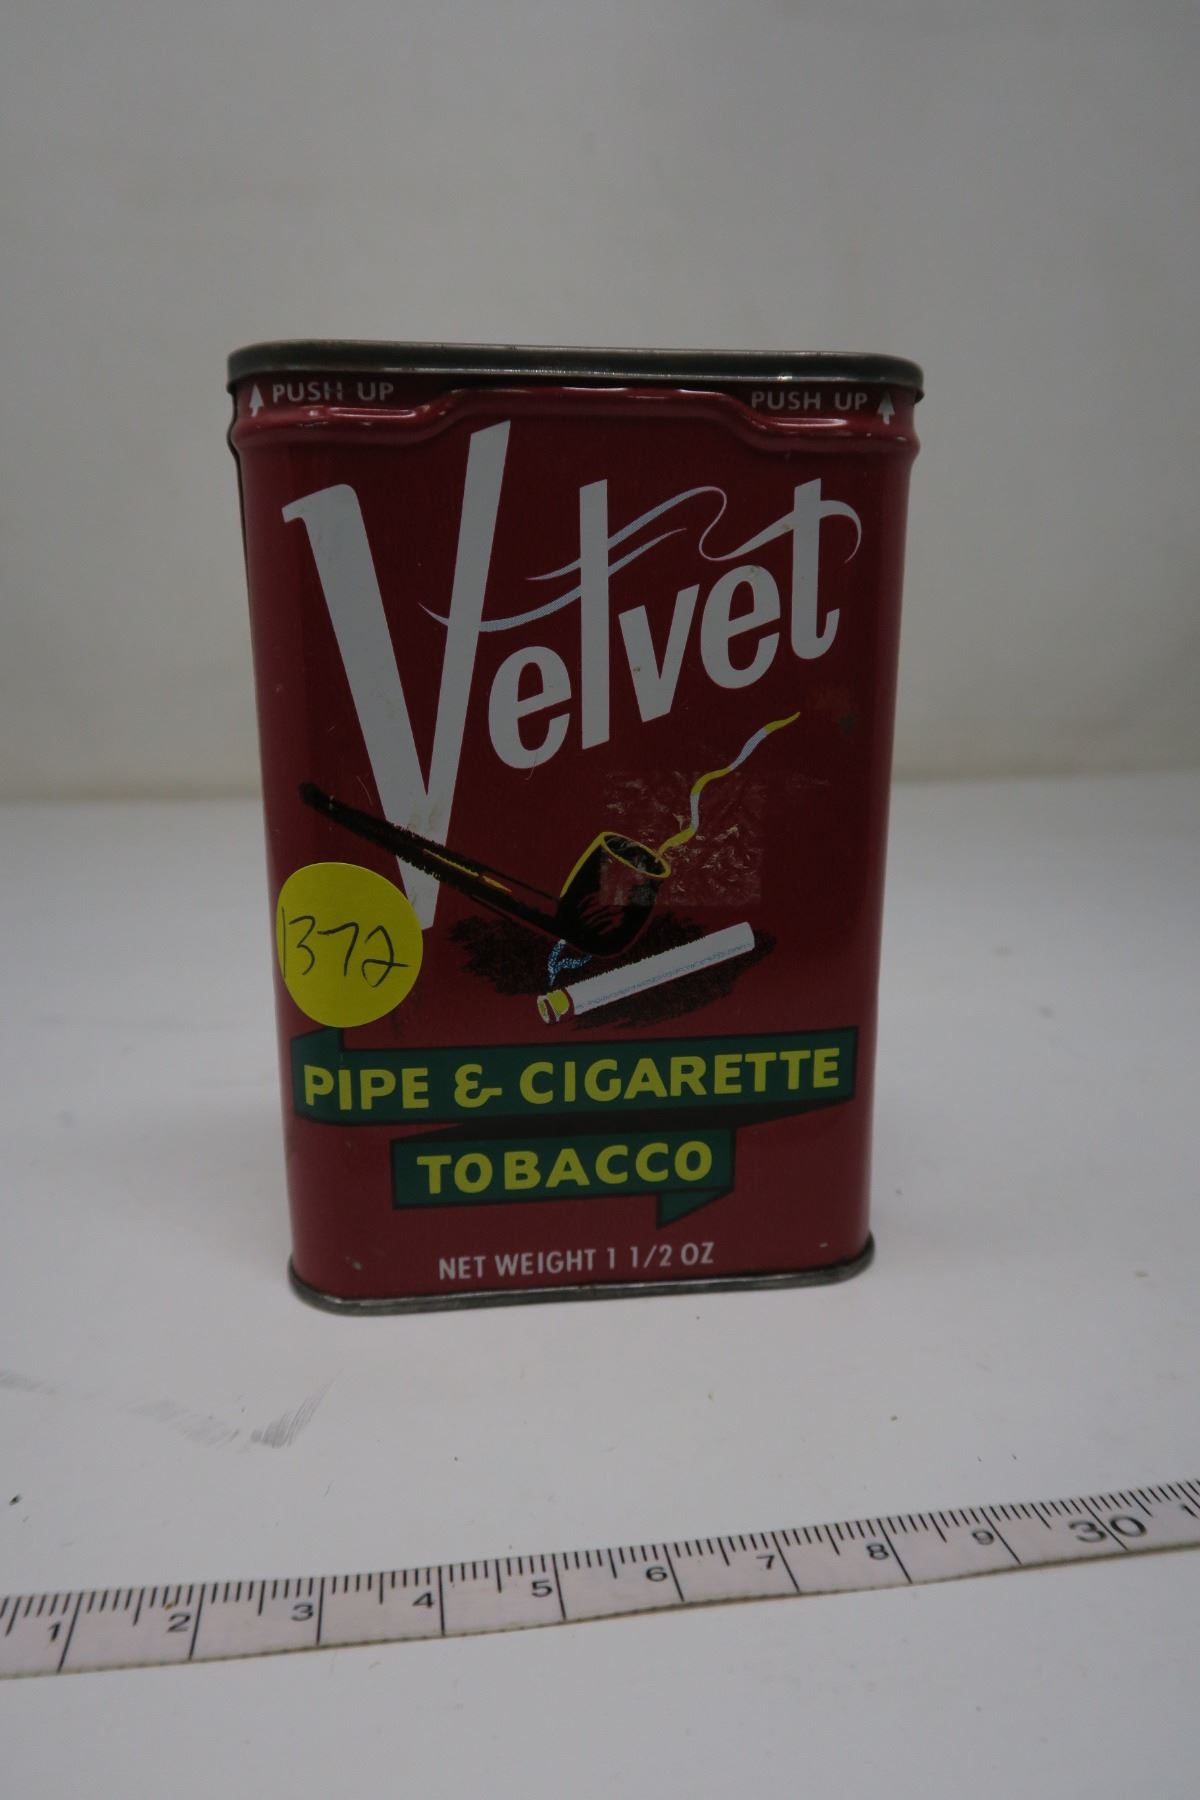 PUSH UP PUSH UP
Velvet
1372
PIPE & CIGARETTE
TOBACCO
NET WEIGHT 1 1/2 OZ
1 2 3 4 5 6 7 8 9 30